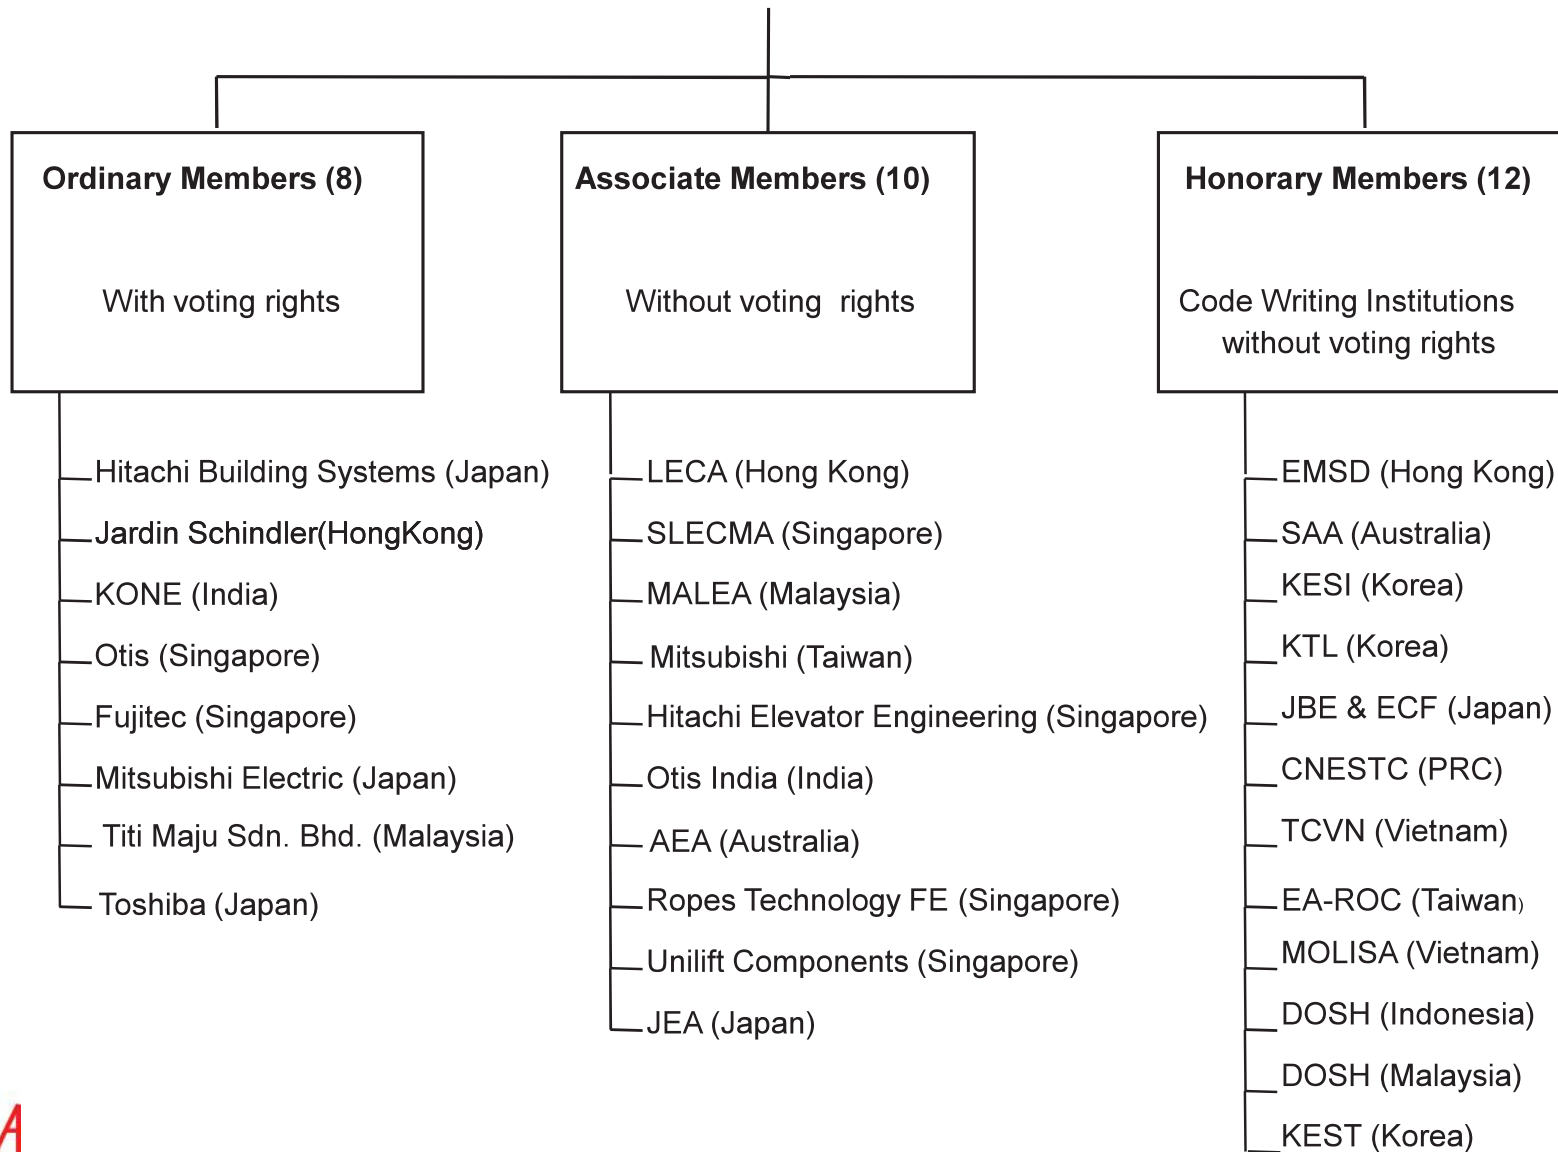 Ordinary Members (8)
With voting rights
Hitachi Building Systems (Japan)
Jardin Schindler(HongKong)
KONE (India)
Otis (Singapore)
Fujitec (Singapore)
Mitsubishi Electric (Japan)
Titi Maju Sdn. Bhd. (Malaysia)
Toshiba (Japan)
Associate Members (10)
Without voting rights
LECA (Hong Kong)
SLECMA (Singapore)
MALEA (Malaysia)
Mitsubishi (Taiwan)
Hitachi Elevator Engineering (Singapore)
Otis India (India)
AEA (Australia)
Ropes Technology FE (Singapore)
Unilift Components (Singapore)
JEA (Japan)
Honorary Members (12)
Code Writing Institutions
without voting rights
EMSD (Hong Kong)
SAA (Australia)
KESI (Korea)
KTL (Korea)
JBE & ECF (Japan)
CNESTC (PRC)
TCVN (Vietnam)
EA-ROC (Taiwan)
MOLISA (Vietnam)
DOSH (Indonesia)
DOSH (Malaysia)
KEST (Korea)
A